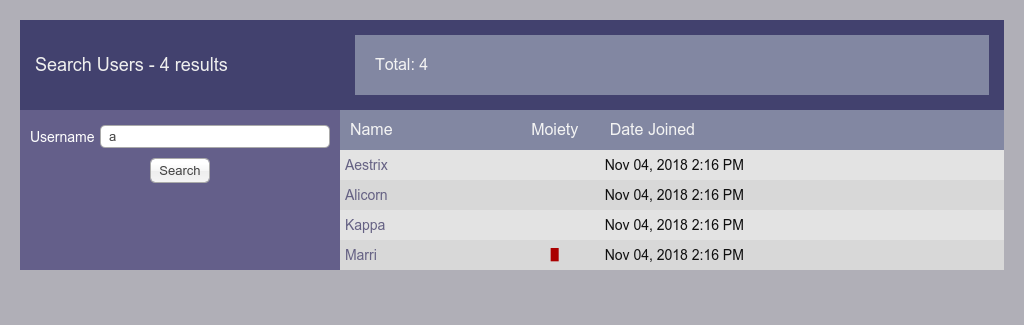 Search Users - 4 results
Total: 4
Username a
Search
Name Moiety Date Joined
Aestrix Nov 04, 2018 2:16 PM
Alicorn Nov 04, 2018 2:16 PM
Kappa Nov 04, 2018 2:16 PM
Marri Nov 04, 2018 2:16 PM